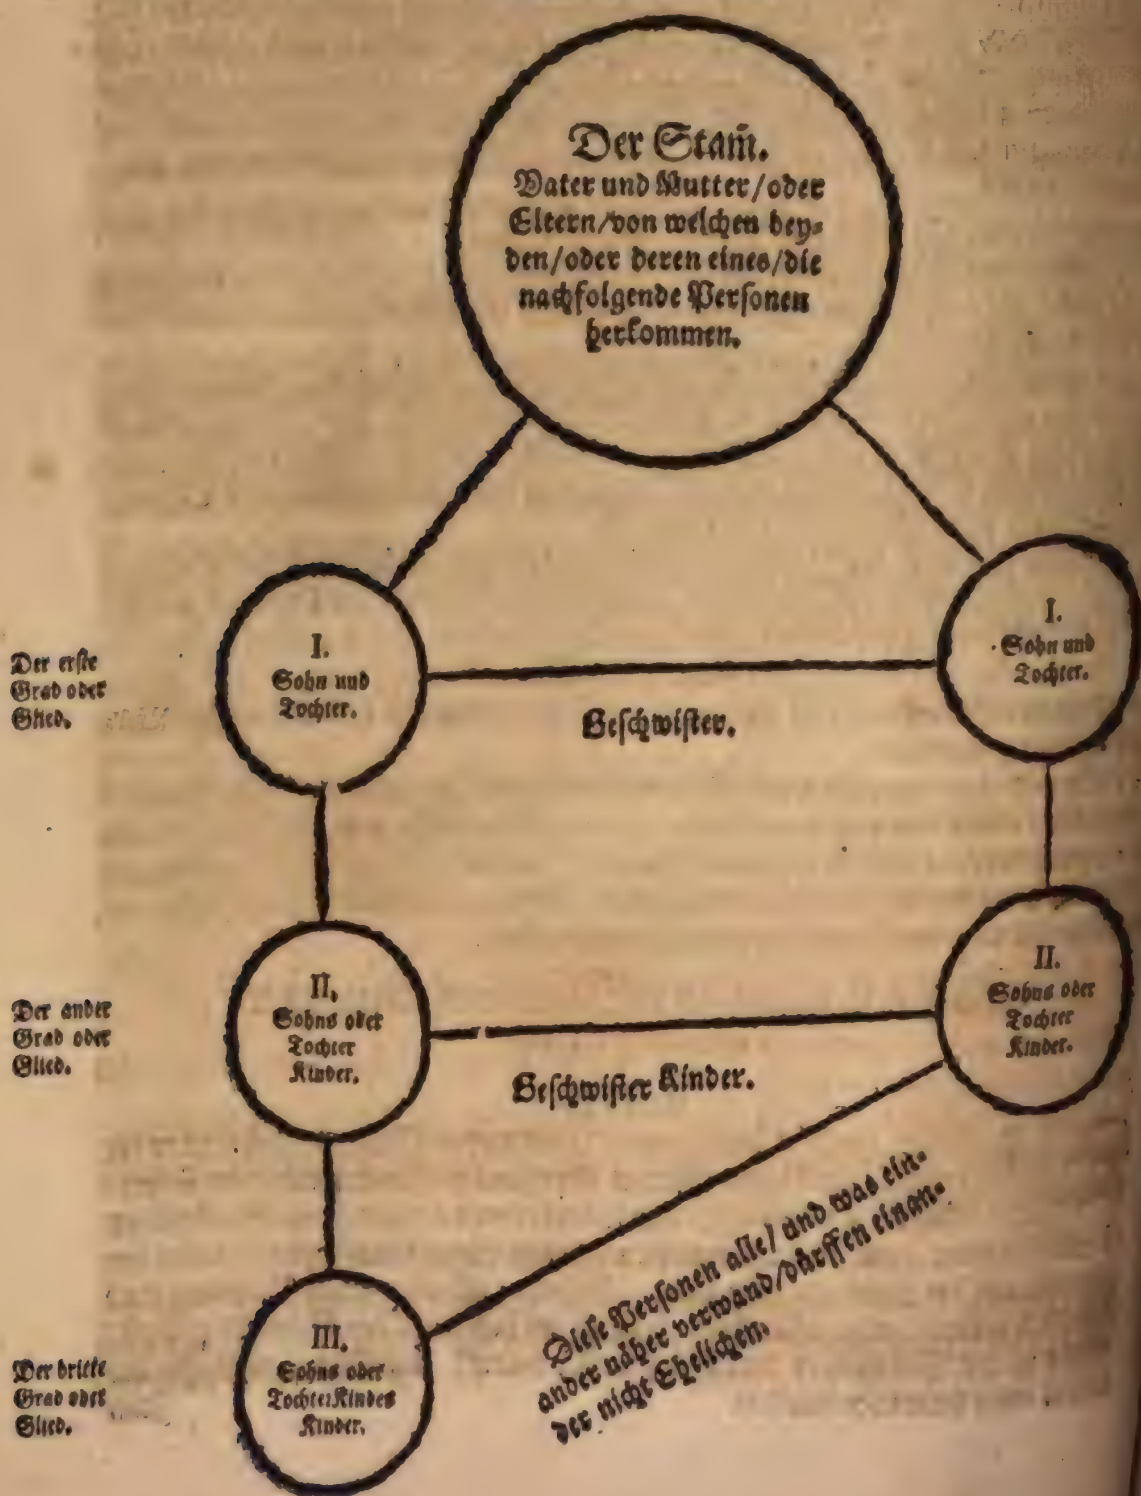 Der Stam̃.
Vater und Mutter/oder
Eltern/von welchen bey⸗
den/oder deren eines/die
nachfolgende Personen
herkommen.
Der erste
Grad oder
Glied.
I.
Sohn und
Tochter.
Geschwister.
I.
Sohn und
Tochter.
Der ander
Grad oder
Glied.
II.
Sohns oder
Tochter
Kinder.
Geschwister Kinder.
II.
Sohns oder
Tochter
Kinder.
Diese Personen alle/ und was ein⸗
ander näher verwand/dürffen einan⸗
der nicht Ehelichen.
Der dritte
Grad oder
Glied.
III.
Sohns oder
Tochter Kindes
Kinder.